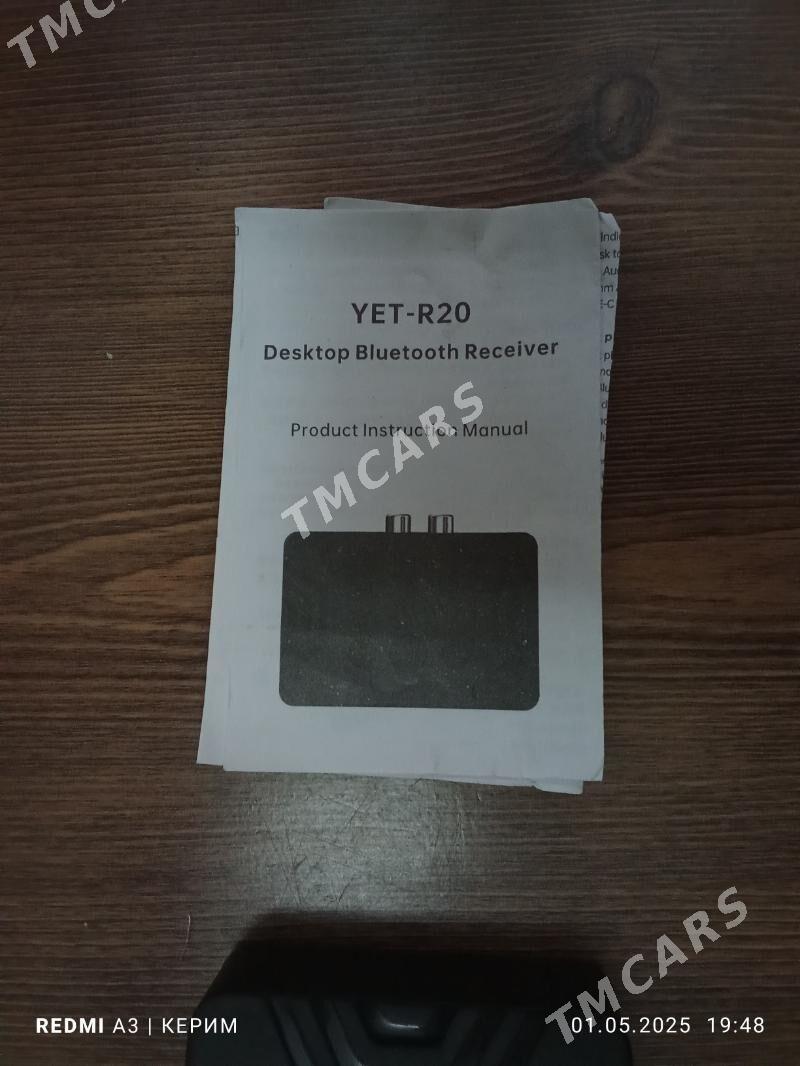 TMCARS
YET-R20
Desktop Bluetooth Receiver
Product Instruction Manual
TMCARS
TMCARS
REDMI A3 | КЕРИМ
01.05.2025 19:48